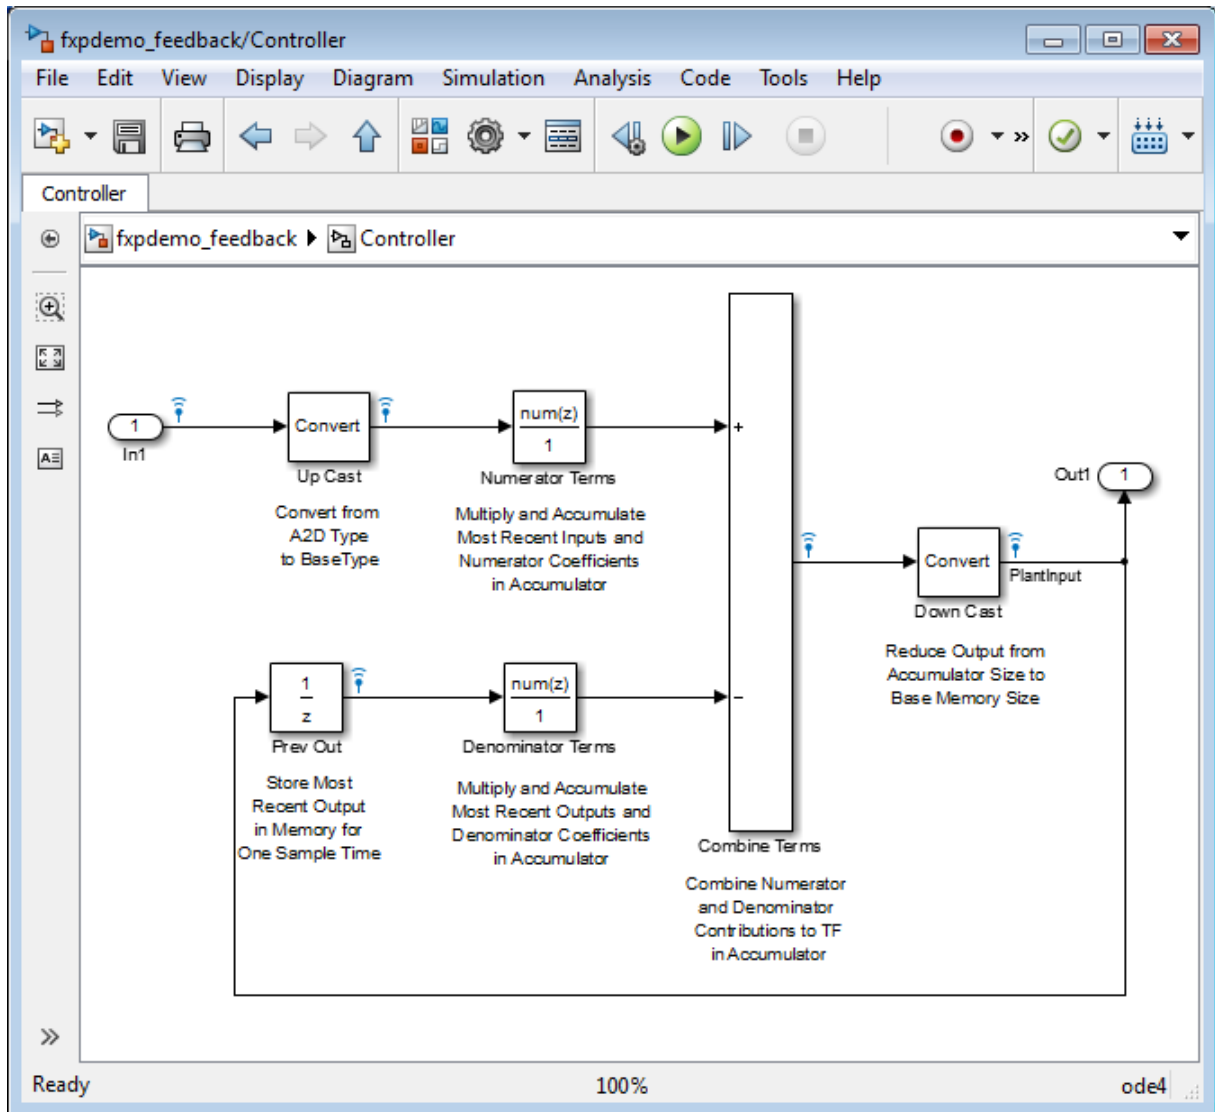 fxpdemo_feedback/Controller
File Edit View Display Diagram Simulation Analysis Code Tools Help
Controller
fxpdemo_feedback Controller
1
In1
Convert
Up Cast
Convert from
A2D Type
to BaseType
num(z)
1
Numerator Terms
Multiply and Accumulate
Most Recent Inputs and
Numerator Coefficients
in Accumulator
+
Out1 1
Convert
PlantInput
Down Cast
Reduce Output from
Accumulator Size to
Base Memory Size
1
z
Prev Out
Store Most
Recent Output
in Memory for
One Sample Time
num(z)
1
Denominator Terms
Multiply and Accumulate
Most Recent Outputs and
Denominator Coefficients
in Accumulator
−
Combine Terms
Combine Numerator
and Denominator
Contributions to TF
in Accumulator
Ready 100% ode4